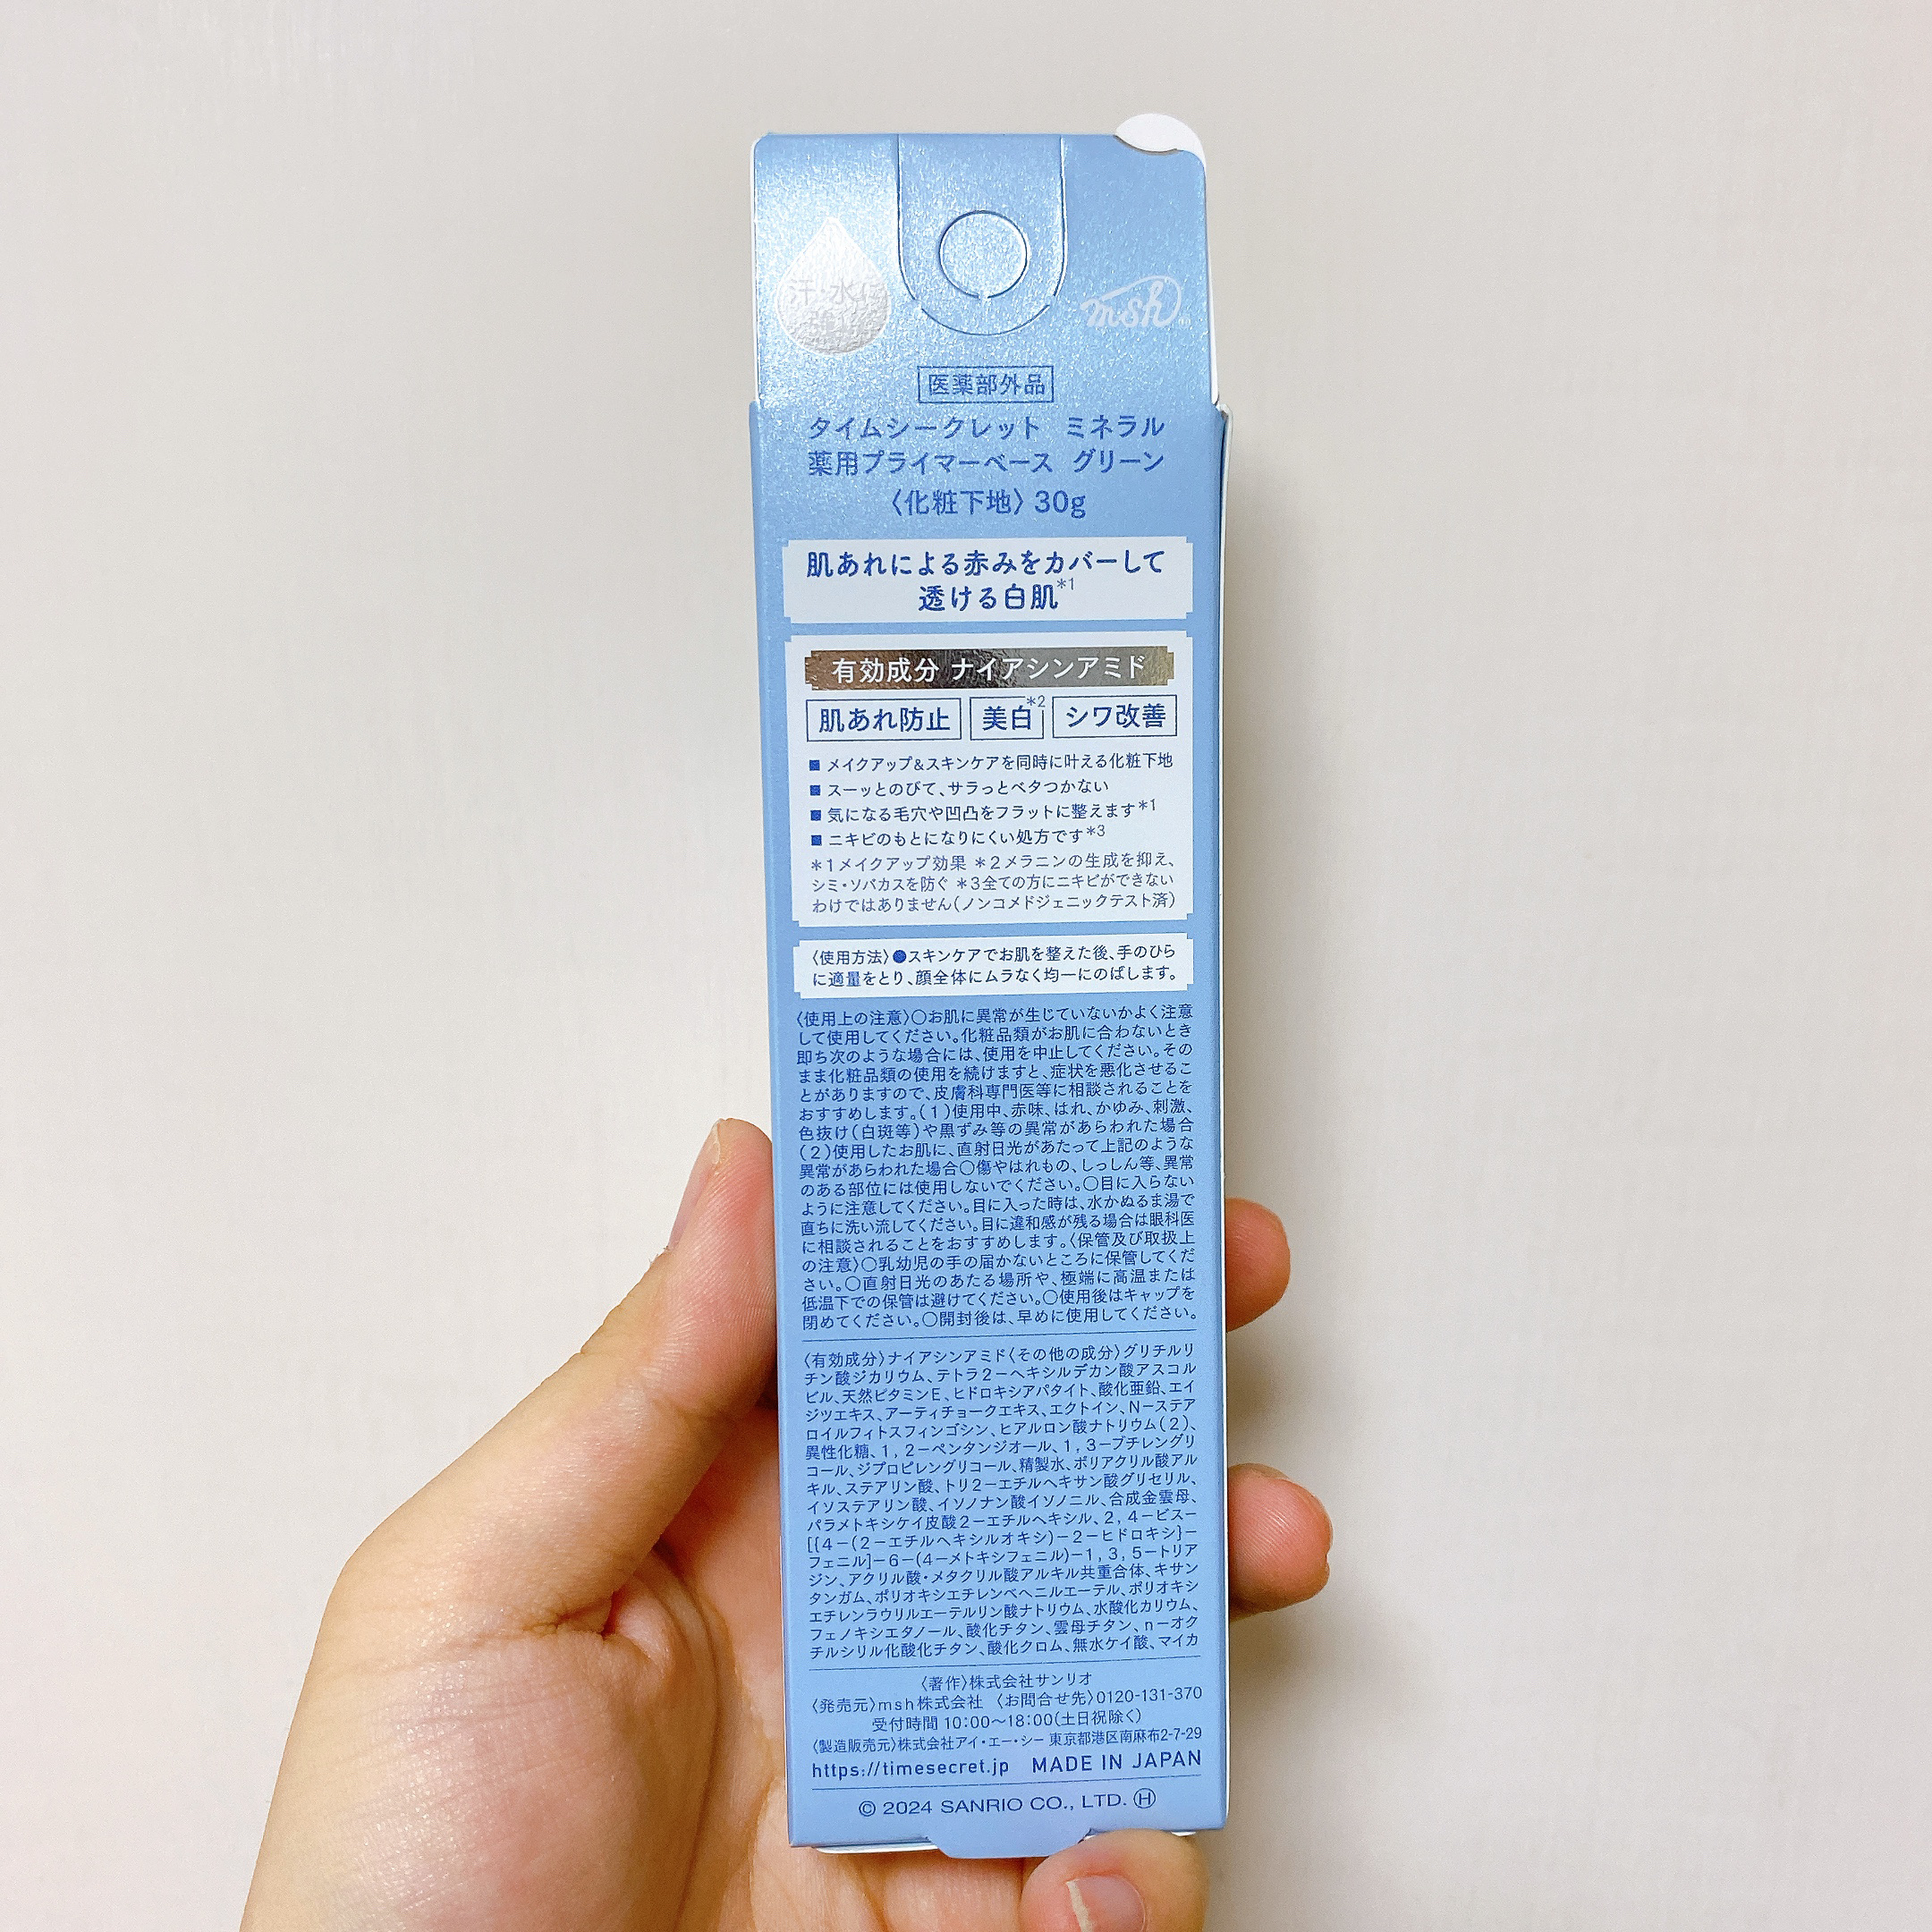 汗・水に
強い
msh
医薬部外品
タイムシークレット ミネラル
薬用プライマーベース グリーン
〈化粧下地〉30g
肌あれによる赤みをカバーして
透ける白肌*1
有効成分 ナイアシンアミド
肌あれ防止 美白*2 シワ改善
■ メイクアップ&スキンケアを同時に叶える化粧下地
■ スーッとのびて、サラっとベタつかない
■ 気になる毛穴や凹凸をフラットに整えます*1
■ ニキビのもとになりにくい処方です*3
*1メイクアップ効果 *2メラニンの生成を抑え、
シミ・ソバカスを防ぐ *3全ての方にニキビができない
わけではありません(ノンコメドジェニックテスト済)
〈使用方法〉●スキンケアでお肌を整えた後、手のひら
に適量をとり、顔全体にムラなく均一にのばします。
〈使用上の注意〉○お肌に異常が生じていないかよく注意
して使用してください。化粧品類がお肌に合わないとき
即ち次のような場合には、使用を中止してください。その
まま化粧品類の使用を続けますと、症状を悪化させるこ
とがありますので、皮膚科専門医等に相談されることを
おすすめします。(1)使用中、赤味、はれ、かゆみ、刺激、
色抜け(白斑等)や黒ずみ等の異常があらわれた場合
(2)使用したお肌に、直射日光があたって上記のような
異常があらわれた場合○傷やはれもの、しっしん等、異常
のある部位には使用しないでください。○目に入らない
ように注意してください。目に入った時は、水かぬるま湯で
直ちに洗い流してください。目に違和感が残る場合は眼科医
に相談されることをおすすめします。〈保管及び取扱上
の注意〉○乳幼児の手の届かないところに保管してくだ
さい。○直射日光のあたる場所や、極端に高温または
低温下での保管は避けてください。○使用後はキャップを
閉めてください。○開封後は、早めに使用してください。
〈有効成分〉ナイアシンアミド〈その他の成分〉グリチルリ
チン酸ジカリウム、テトラ2−ヘキシルデカン酸アスコル
ビル、天然ビタミンE、ヒドロキシアパタイト、酸化亜鉛、エイ
ジツエキス、アーティチョークエキス、エクトイン、N−ステア
ロイルフィトスフィンゴシン、ヒアルロン酸ナトリウム(2)、
異性化糖、1,2−ペンタンジオール、1,3−ブチレングリ
コール、ジプロピレングリコール、精製水、ポリアクリル酸アル
キル、ステアリン酸、トリ2−エチルヘキサン酸グリセリル、
イソステアリン酸、イソノナン酸イソノニル、合成金雲母、
パラメトキシケイ皮酸2−エチルヘキシル、2,4−ビス−
[{4−(2−エチルヘキシルオキシ)−2−ヒドロキシ}−
フェニル]−6−(4−メトキシフェニル)−1,3,5−トリア
ジン、アクリル酸・メタクリル酸アルキル共重合体、キサン
タンガム、ポリオキシエチレンベヘニルエーテル、ポリオキシ
エチレンラウリルエーテルリン酸ナトリウム、水酸化カリウム、
フェノキシエタノール、酸化チタン、雲母チタン、n−オク
チルシリル化酸化チタン、酸化クロム、無水ケイ酸、マイカ
〈著作〉株式会社サンリオ
〈発売元〉msh株式会社 〈お問合せ先〉0120-131-370
受付時間 10:00〜18:00(土日祝除く)
〈製造販売元〉株式会社アイ・エー・シー 東京都港区南麻布2-7-29
https://timesecret.jp MADE IN JAPAN
© 2024 SANRIO CO., LTD. Ⓗ